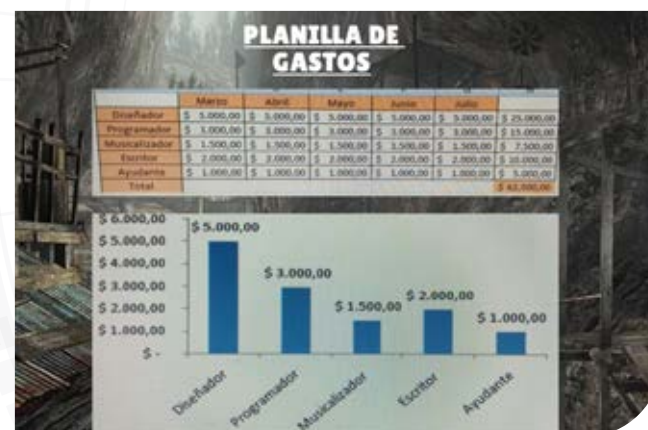 PLANILLA DE
GASTOS
Marzo Abril Mayo Junio Julio
Diseñador $ 5.000,00 $ 5.000,00 $ 5.000,00 $ 5.000,00 $ 5.000,00 $ 25.000,00
Programador $ 3.000,00 $ 3.000,00 $ 3.000,00 $ 3.000,00 $ 3.000,00 $ 15.000,00
Musicalizador $ 1.500,00 $ 1.500,00 $ 1.500,00 $ 1.500,00 $ 1.500,00 $ 7.500,00
Escritor $ 2.000,00 $ 2.000,00 $ 2.000,00 $ 2.000,00 $ 2.000,00 $ 10.000,00
Ayudante $ 1.000,00 $ 1.000,00 $ 1.000,00 $ 1.000,00 $ 1.000,00 $ 5.000,00
Total $ 62.500,00
$ 6.000,00
$ 5.000,00
$ 4.000,00
$ 3.000,00
$ 2.000,00
$ 1.000,00
$ -
$ 5.000,00
$ 3.000,00
$ 1.500,00
$ 2.000,00
$ 1.000,00
Diseñador
Programador
Musicalizador
Escritor
Ayudante